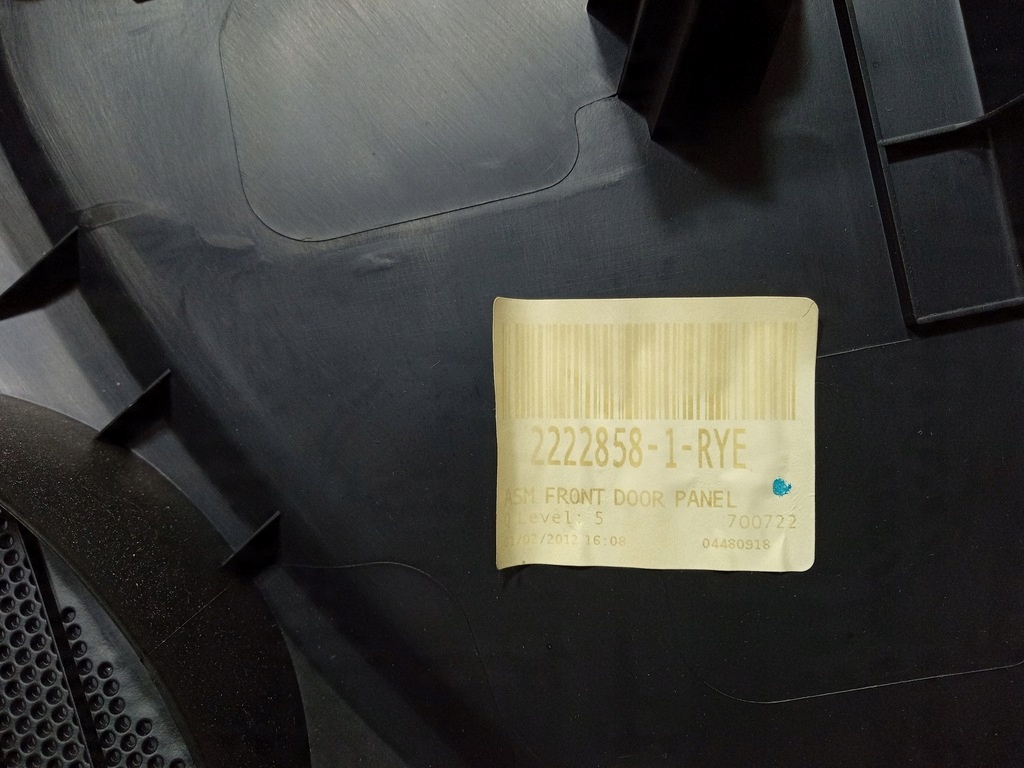 2222858-1-RYE
ASM FRONT DOOR PANEL
Level: 5 700722
/02/2012 16:08 04480918